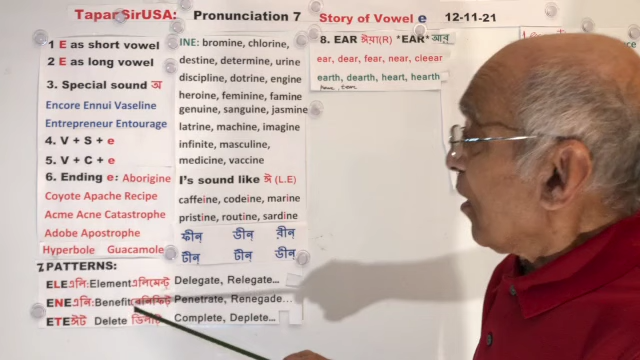 TaparSirUSA: Pronunciation 7 Story of Vowel e 12-11-21
1 E as short vowel
2 E as long vowel
3. Special sound অ
Encore Ennui Vaseline
Entrepreneur Entourage
4. V + S + e
5. V + C + e
6. Ending e: Aborigine
Coyote Apache Recipe
Acme Acne Catastrophe
Adobe Apostrophe
Hyperbole Guacamole
INE: bromine, chlorine,
destine, determine, urine
discipline, dotrine, engine
heroine, feminine, famine
genuine, sanguine, jasmine
latrine, machine, imagine
infinite, masculine,
medicine, vaccine
I's sound like ঈ (L.E)
caffeine, codeine, marine
pristine, routine, sardine
ফীন্ ডীন্ রীন্
টীন্ টীন ডীন্
8. EAR ঈয়া(R) *EAR* আর্
ear, dear, fear, near, cleear
earth, dearth, heart, hearth
7. PATTERNS:
ELE এলি: Element এলিমেন্ট Delegate, Relegate...
ENE এনি: Benefit বেনিফিট্ Penetrate, Renegade...
ETE ঈট Delete ডিলীট Complete, Deplete...